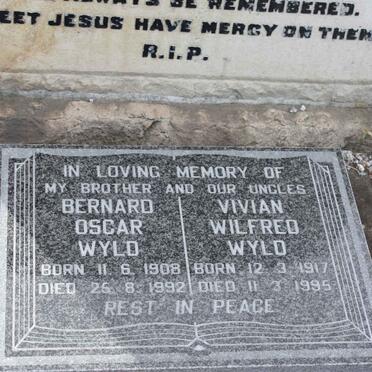 ALWAYS BE REMEMBERED.
JESUS HAVE MERCY ON THEM
R.I.P.
IN LOVING MEMORY OF
MY BROTHER AND OUR UNCLES
BERNARD VIVIAN
OSCAR WILFRED
WYLD WYLD
BORN 11 6 1908 BORN 12 3 1917
DIED 25 8 1992 DIED 11 3 1995
REST IN PEACE